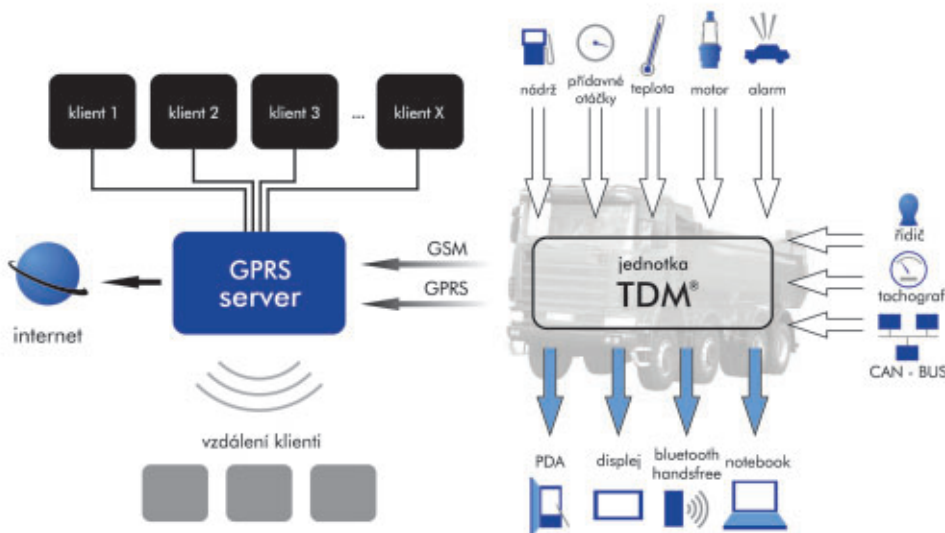 nádrž
přídavné
otáčky
teplota
motor
alarm
klient 1
klient 2
klient 3
...
klient X
řidič
GPRS
server
GSM
GPRS
jednotka
TDM®
tachograf
internet
CAN - BUS
vzdálení klienti
PDA
displej
bluetooth
handsfree
notebook